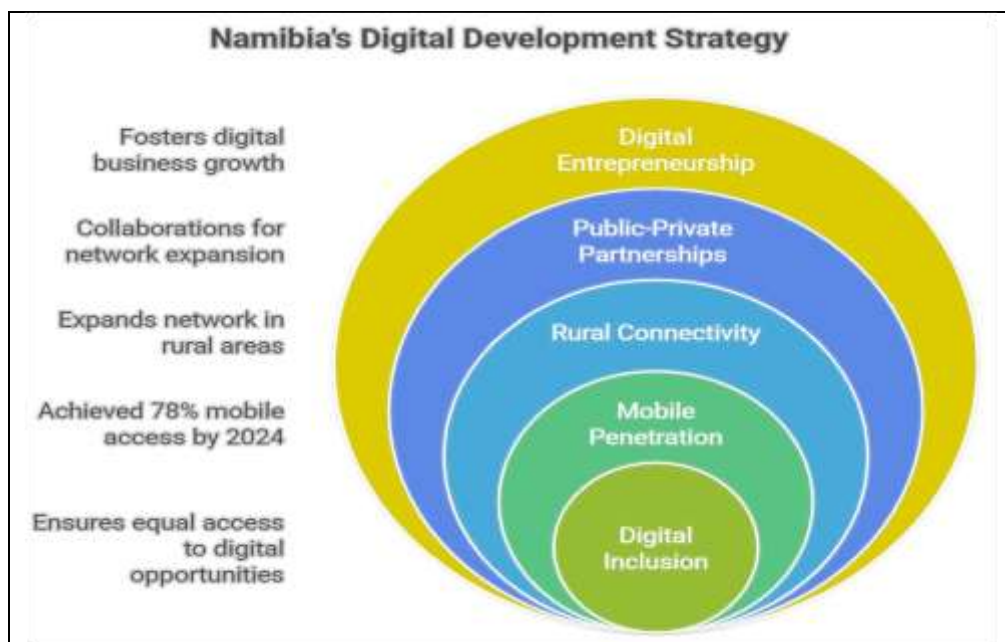 Namibia's Digital Development Strategy
Fosters digital
business growth
Digital
Entrepreneurship
Collaborations for
network expansion
Public-Private
Partnerships
Expands network in
rural areas
Rural Connectivity
Achieved 78% mobile
access by 2024
Mobile
Penetration
Ensures equal access
to digital
opportunities
Digital
Inclusion